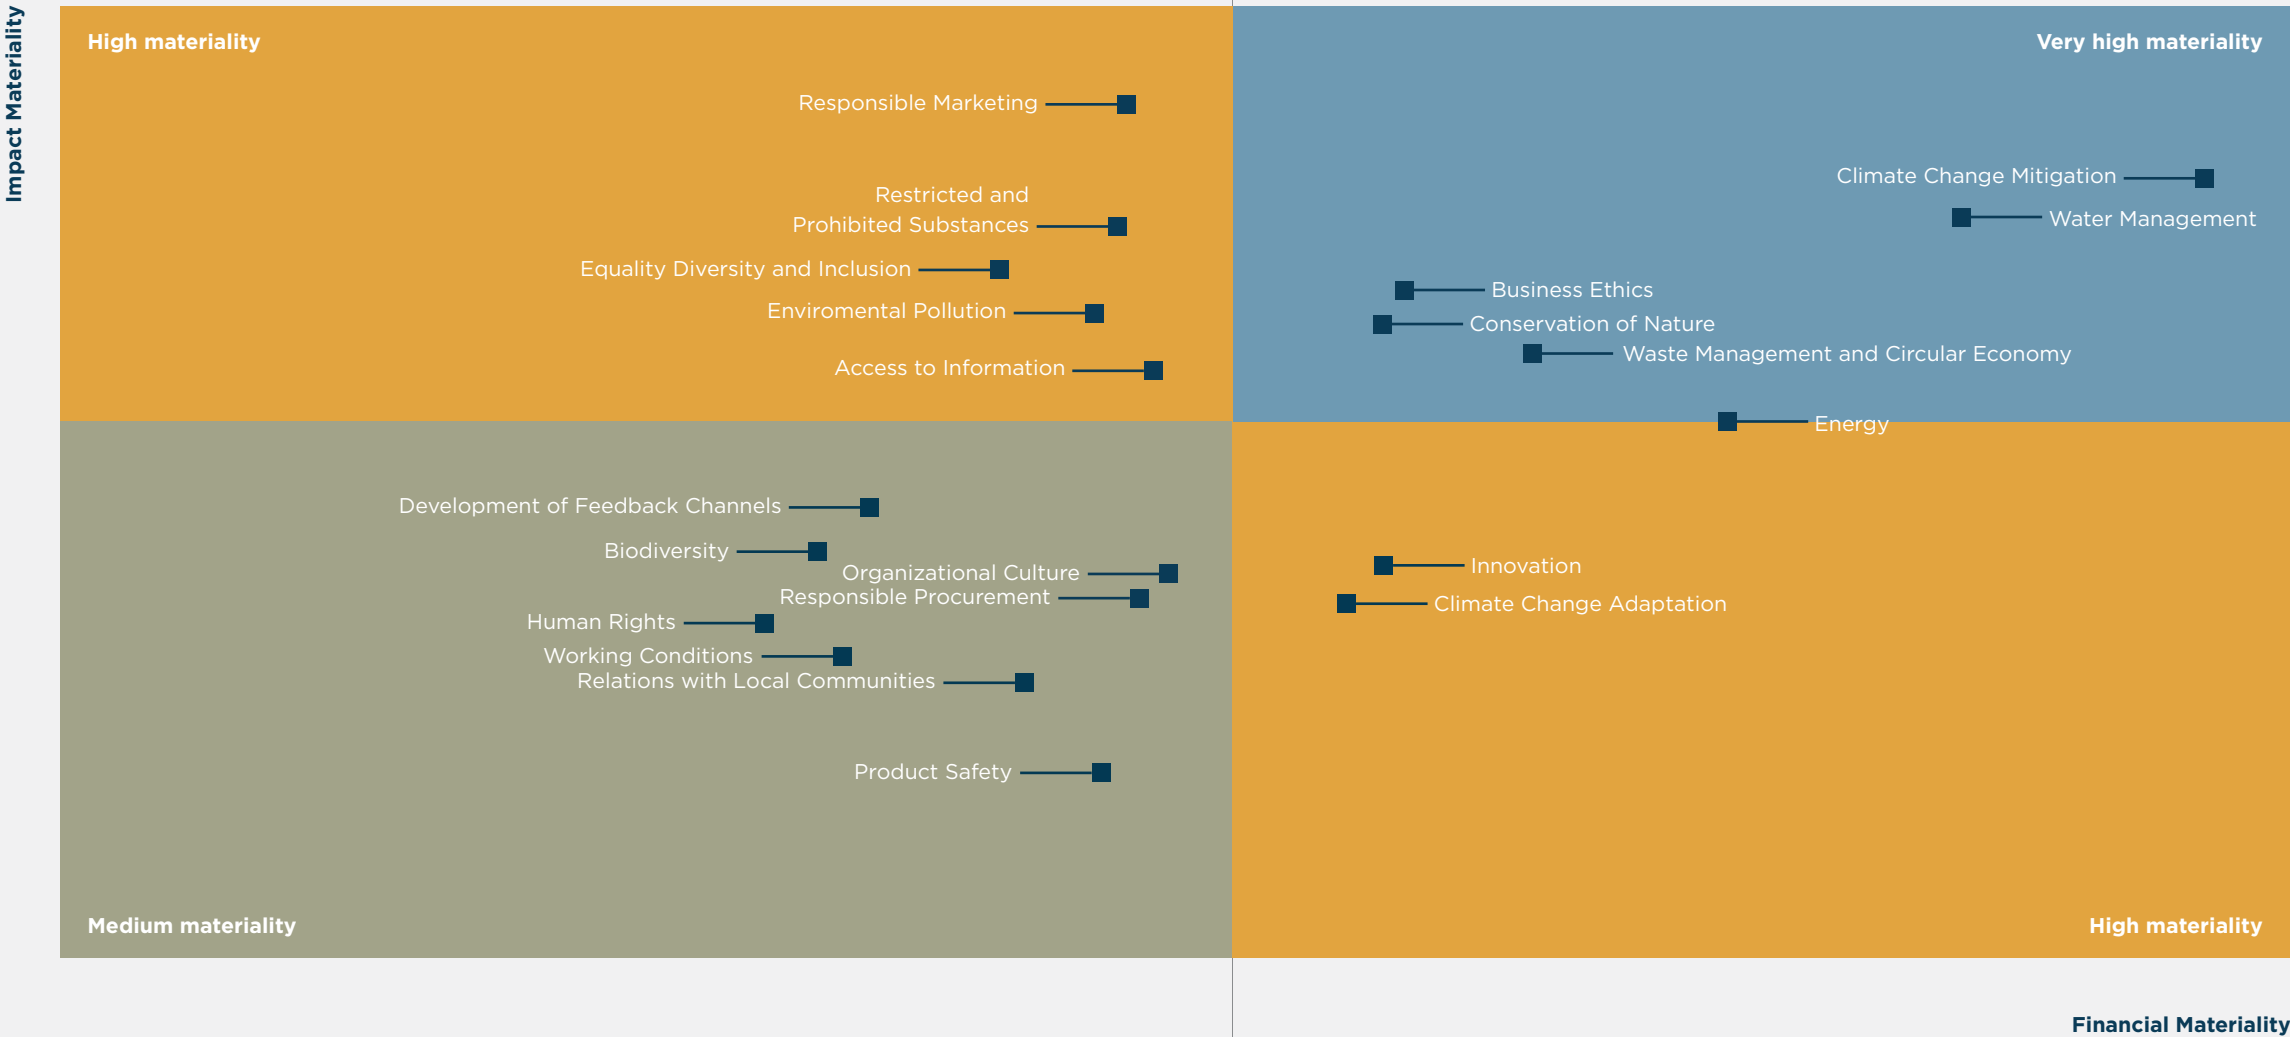 Impact Materiality
High materiality
Very high materiality
Responsible Marketing
Climate Change Mitigation
Restricted and
Prohibited Substances
Water Management
Equality Diversity and Inclusion
Business Ethics
Enviromental Pollution
Conservation of Nature
Waste Management and Circular Economy
Access to Information
Energy
Development of Feedback Channels
Biodiversity
Innovation
Organizational Culture
Responsible Procurement
Climate Change Adaptation
Human Rights
Working Conditions
Relations with Local Communities
Product Safety
Medium materiality
High materiality
Financial Materiality